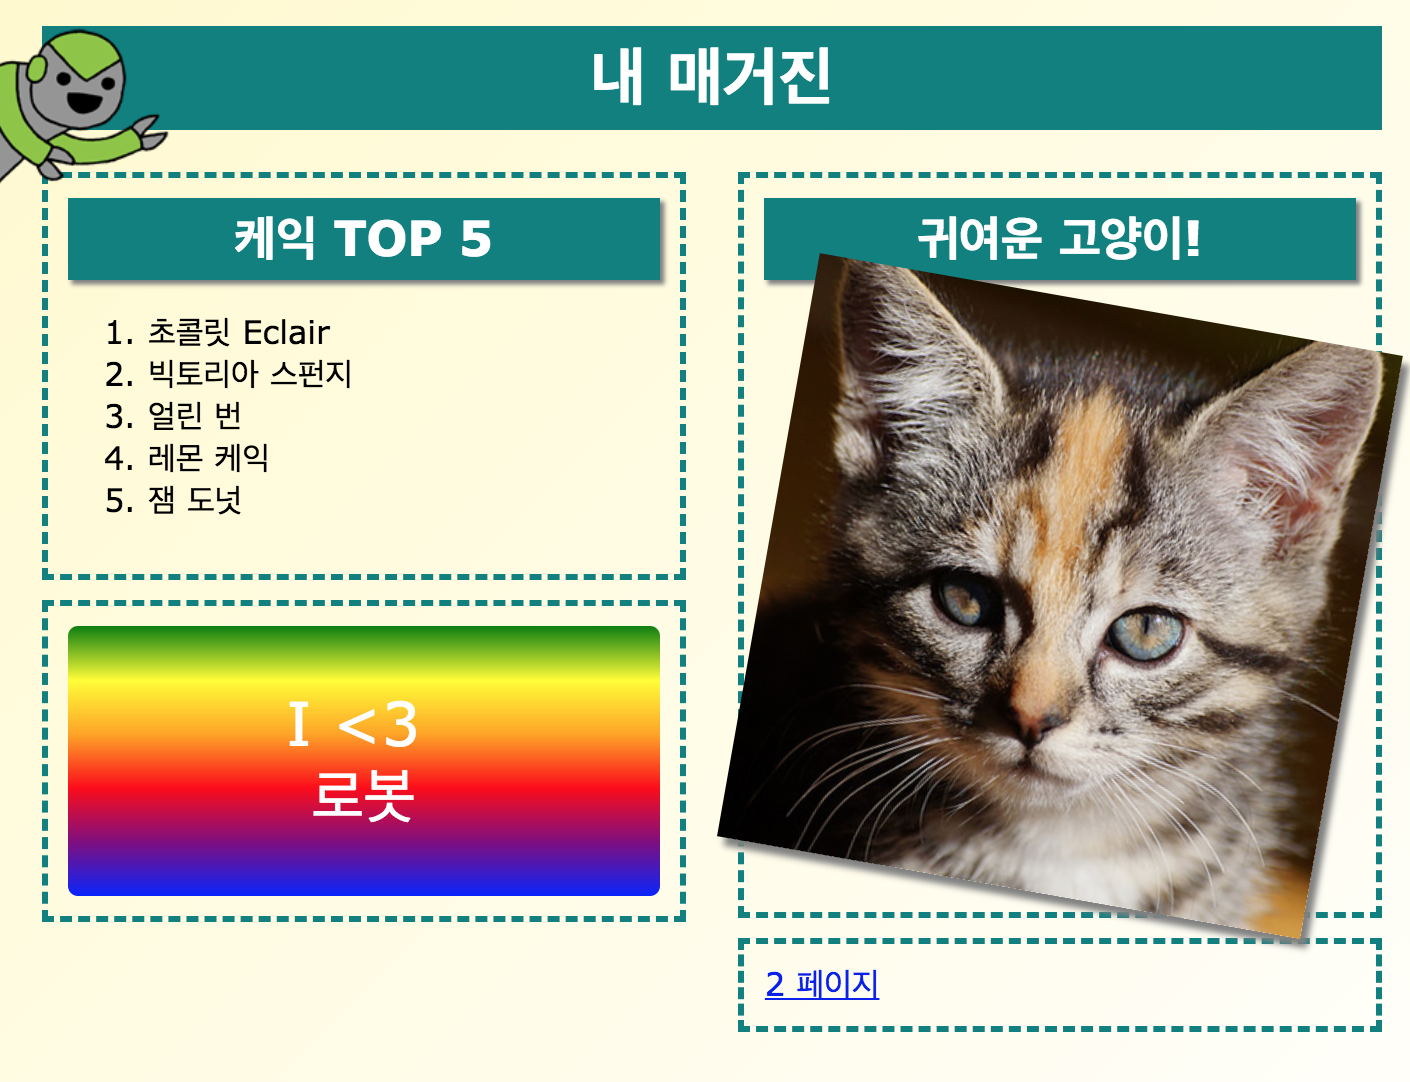 내 매거진
케익 TOP 5
1. 초콜릿 Eclair
2. 빅토리아 스펀지
3. 얼린 번
4. 레몬 케익
5. 잼 도넛
I <3
로봇
귀여운 고양이!
2 페이지